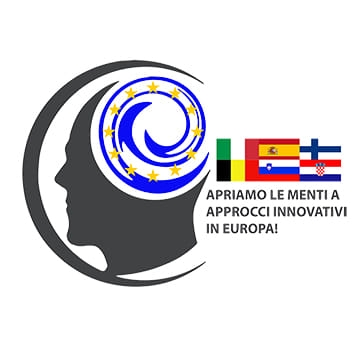 APRIAMO LE MENTI A
APPROCCI INNOVATIVI
IN EUROPA!